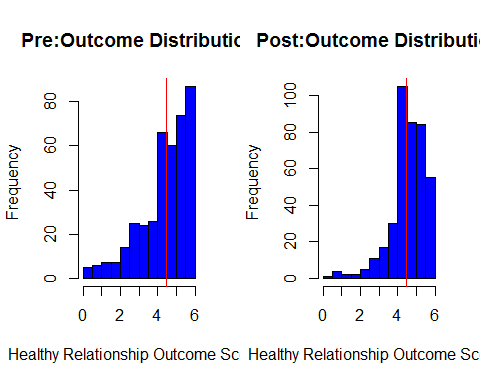 Pre:Outcome Distributio
Frequency
0 20 40 60 80
0 2 4 6
Healthy Relationship Outcome Sc
Post:Outcome Distributi
Frequency
0 20 40 60 80 100
0 2 4 6
Healthy Relationship Outcome Sc